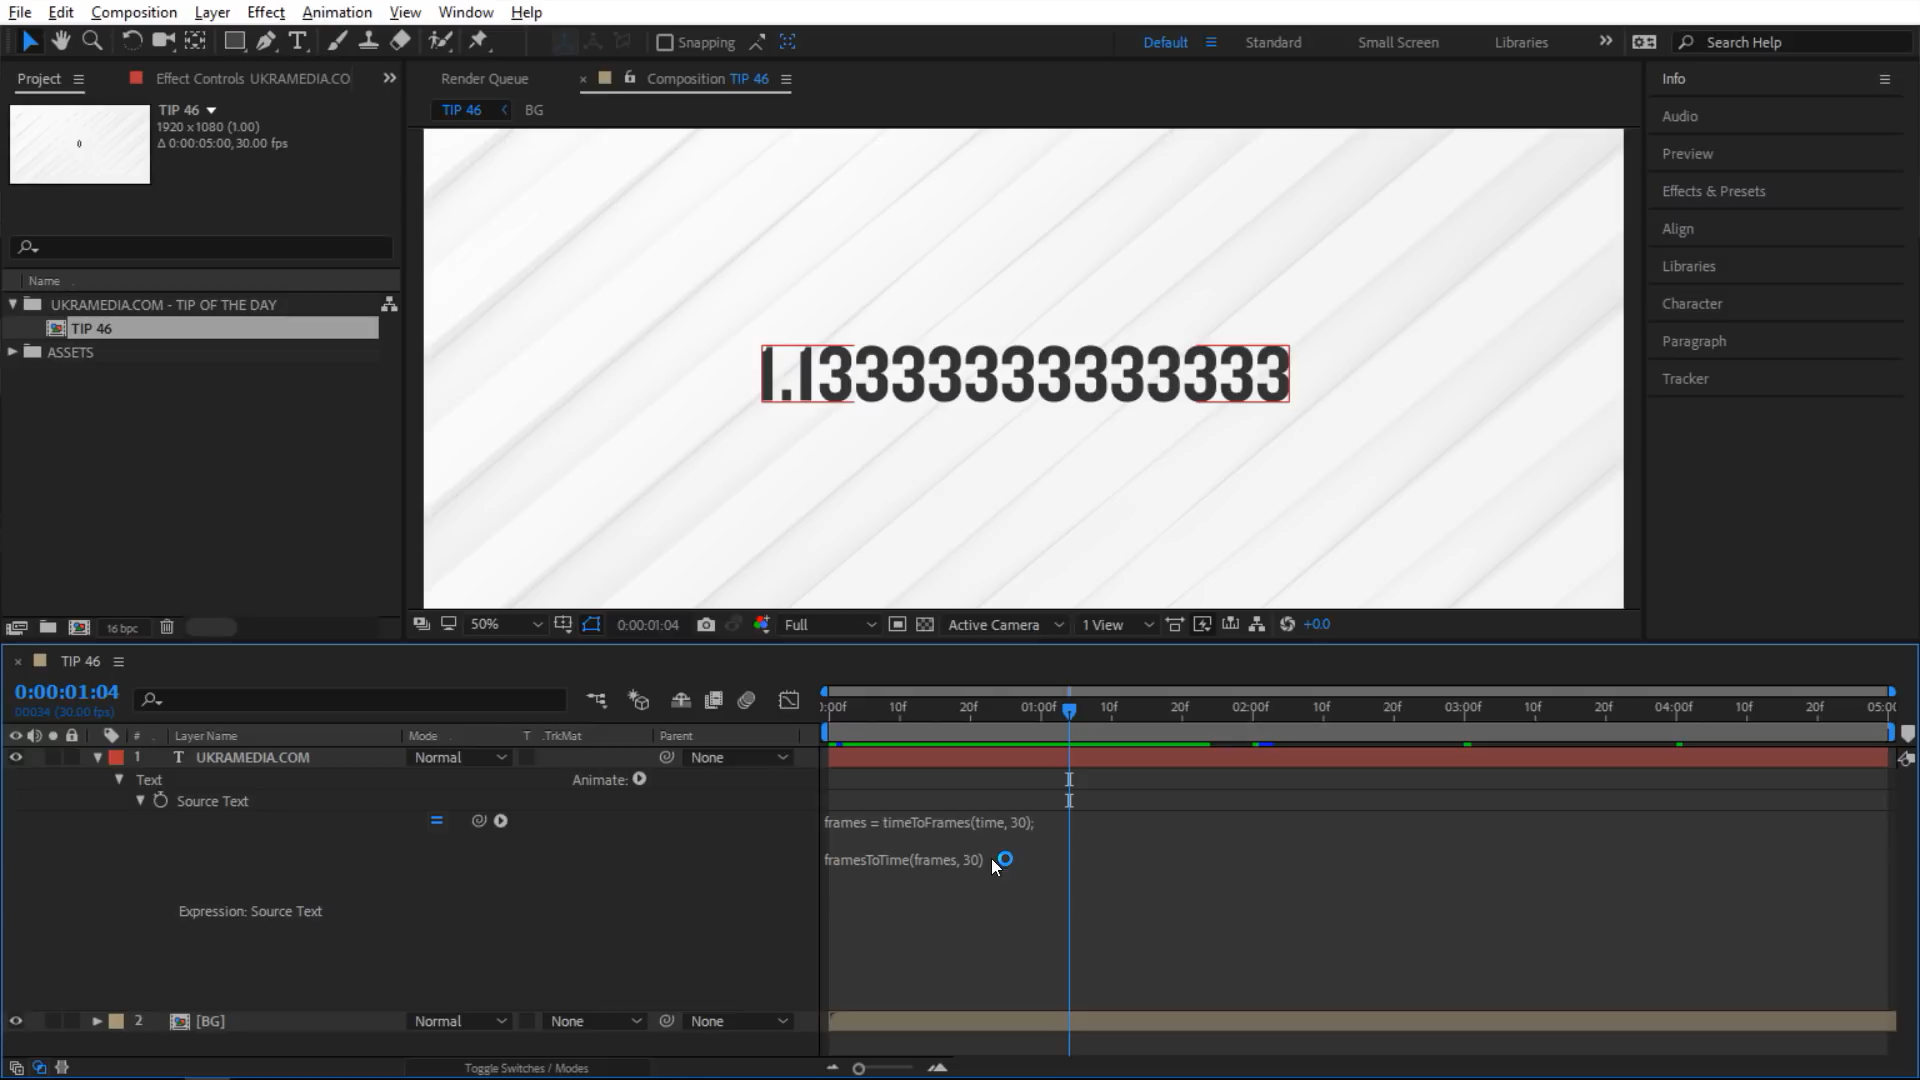 File Edit Composition Layer Effect Animation View Window Help
Snapping Default Standard Small Screen Libraries Search Help
Project Effect Controls UKRAMEDIA.CO
Render Queue Composition TIP 46
Info
TIP 46
1920 x 1080 (1.00)
Δ 0:00:05:00, 30.00 fps
TIP 46 BG
Audio
Preview
Effects & Presets
Align
Libraries
Character
Paragraph
Tracker
Name
UKRAMEDIA.COM - TIP OF THE DAY
TIP 46
ASSETS
1.1333333333333333
16 bpc
50% 0:00:01:04 Full Active Camera 1 View +0.0
TIP 46
0:00:01:04
00034 (30.00 fps)
:00f 10f 20f 01:00f 10f 20f 02:00f 10f 20f 03:00f 10f 20f 04:00f 10f 20f 05:00
# Layer Name Mode T .TrkMat Parent
1 T UKRAMEDIA.COM Normal None
Text Animate:
Source Text
frames = timeToFrames(time, 30);
framesToTime(frames, 30)
Expression: Source Text
2 [BG] Normal None None
Toggle Switches / Modes